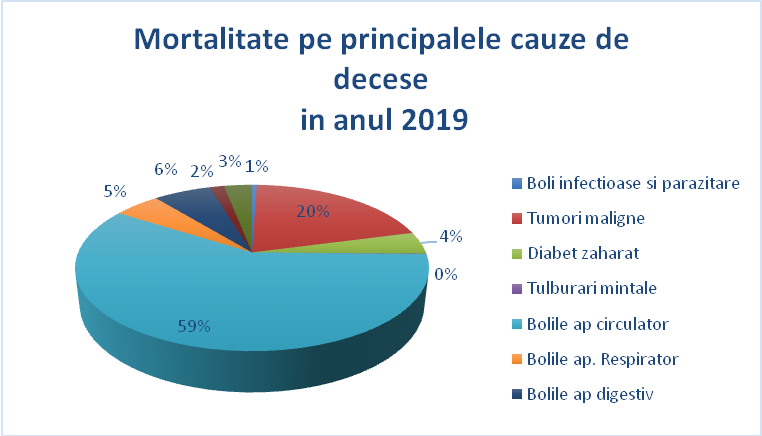 Mortalitate pe principalele cauze de
decese
in anul 2019
3%
1%
6%
2%
5%
20%
4%
0%
59%
Boli infectioase si parazitare
Tumori maligne
Diabet zaharat
Tulburari mintale
Bolile ap circulator
Bolile ap. Respirator
Bolile ap digestiv